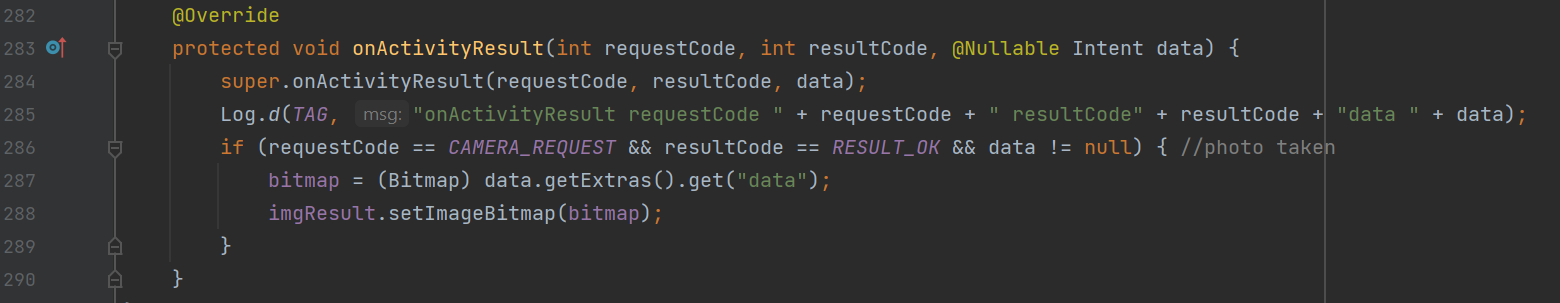 282 @Override
283 protected void onActivityResult(int requestCode, int resultCode, @Nullable Intent data) {
284 super.onActivityResult(requestCode, resultCode, data);
285 Log.d(TAG, msg: "onActivityResult requestCode " + requestCode + " resultCode" + resultCode + "data " + data);
286 if (requestCode == CAMERA_REQUEST && resultCode == RESULT_OK && data != null) { //photo taken
287 bitmap = (Bitmap) data.getExtras().get("data");
288 imgResult.setImageBitmap(bitmap);
289 }
290 }